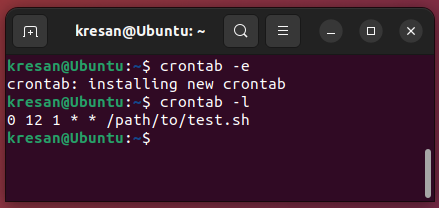 kresan@Ubuntu: ~
kresan@Ubuntu:~$ crontab -e
crontab: installing new crontab
kresan@Ubuntu:~$ crontab -l
0 12 1 * * /path/to/test.sh
kresan@Ubuntu:~$